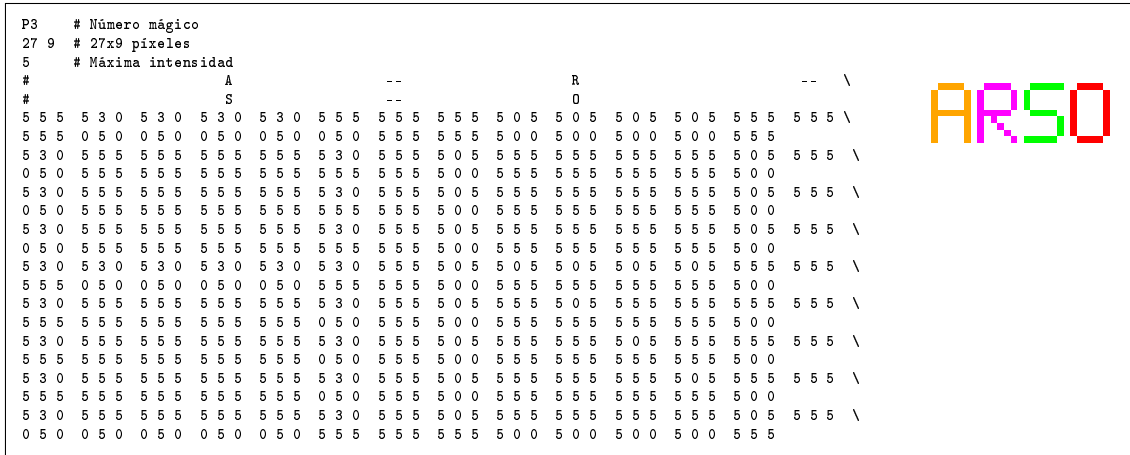 P3 # Número mágico
27 9 # 27x9 píxeles
5 # Máxima intensidad
# A -- R -- \
# S -- O
5 5 5 5 3 0 5 3 0 5 3 0 5 3 0 5 5 5 5 5 5 5 5 5 5 0 5 5 0 5 5 0 5 5 0 5 5 5 5 5 5 5 \
5 5 5 0 5 0 0 5 0 0 5 0 0 5 0 0 5 0 5 5 5 5 5 5 5 0 0 5 0 0 5 0 0 5 0 0 5 5 5
5 3 0 5 5 5 5 5 5 5 5 5 5 5 5 5 3 0 5 5 5 5 0 5 5 5 5 5 5 5 5 5 5 5 5 5 5 0 5 5 5 5 \
0 5 0 5 5 5 5 5 5 5 5 5 5 5 5 5 5 5 5 5 5 5 0 0 5 5 5 5 5 5 5 5 5 5 5 5 5 0 0
5 3 0 5 5 5 5 5 5 5 5 5 5 5 5 5 3 0 5 5 5 5 0 5 5 5 5 5 5 5 5 5 5 5 5 5 5 0 5 5 5 5 \
0 5 0 5 5 5 5 5 5 5 5 5 5 5 5 5 5 5 5 5 5 5 0 0 5 5 5 5 5 5 5 5 5 5 5 5 5 0 0
5 3 0 5 5 5 5 5 5 5 5 5 5 5 5 5 3 0 5 5 5 5 0 5 5 5 5 5 5 5 5 5 5 5 5 5 5 0 5 5 5 5 \
0 5 0 5 5 5 5 5 5 5 5 5 5 5 5 5 5 5 5 5 5 5 0 0 5 5 5 5 5 5 5 5 5 5 5 5 5 0 0
5 3 0 5 3 0 5 3 0 5 3 0 5 3 0 5 3 0 5 5 5 5 0 5 5 0 5 5 0 5 5 0 5 5 0 5 5 5 5 5 5 5 \
5 5 5 0 5 0 0 5 0 0 5 0 0 5 0 5 5 5 5 5 5 5 0 0 5 5 5 5 5 5 5 5 5 5 5 5 5 0 0
5 3 0 5 5 5 5 5 5 5 5 5 5 5 5 5 3 0 5 5 5 5 0 5 5 5 5 5 0 5 5 5 5 5 5 5 5 5 5 5 5 5 \
5 5 5 5 5 5 5 5 5 5 5 5 5 5 5 0 5 0 5 5 5 5 0 0 5 5 5 5 5 5 5 5 5 5 5 5 5 0 0
5 3 0 5 5 5 5 5 5 5 5 5 5 5 5 5 3 0 5 5 5 5 0 5 5 5 5 5 5 5 5 0 5 5 5 5 5 5 5 5 5 5 \
5 5 5 5 5 5 5 5 5 5 5 5 5 5 5 0 5 0 5 5 5 5 0 0 5 5 5 5 5 5 5 5 5 5 5 5 5 0 0
5 3 0 5 5 5 5 5 5 5 5 5 5 5 5 5 3 0 5 5 5 5 0 5 5 5 5 5 5 5 5 5 5 5 0 5 5 5 5 5 5 5 \
5 5 5 5 5 5 5 5 5 5 5 5 5 5 5 0 5 0 5 5 5 5 0 0 5 5 5 5 5 5 5 5 5 5 5 5 5 0 0
5 3 0 5 5 5 5 5 5 5 5 5 5 5 5 5 3 0 5 5 5 5 0 5 5 5 5 5 5 5 5 5 5 5 5 5 5 0 5 5 5 5 \
0 5 0 0 5 0 0 5 0 0 5 0 0 5 0 5 5 5 5 5 5 5 5 5 5 0 0 5 0 0 5 0 0 5 0 0 5 5 5
ARSO